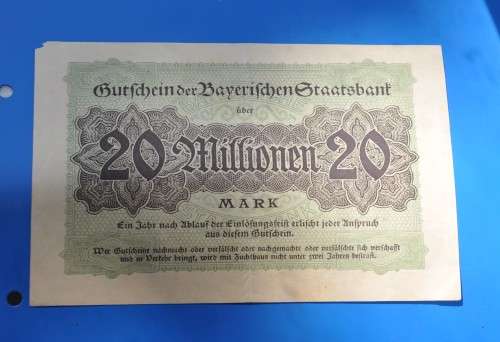 Gutschein der Bayerischen Staatsbank
über
20 Millionen 20
MARK
Ein Jahr nach Ablauf der Einlösungsfrist erlischt jeder Anspruch
aus diesem Gutschein.
Wer Gutscheine nachmacht oder verfälscht oder nachgemachte oder verfälschte sich verschafft
und in Verkehr bringt, wird mit Zuchthaus nicht unter zwei Jahren bestraft.